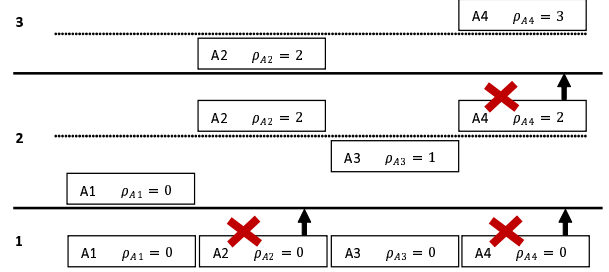 3
A4 ρA4 = 3
A2 ρA2 = 2
A2 ρA2 = 2
A4 ρA4 = 2
2
A3 ρA3 = 1
A1 ρA1 = 0
1
A1 ρA1 = 0
A2 ρA2 = 0
A3 ρA3 = 0
A4 ρA4 = 0